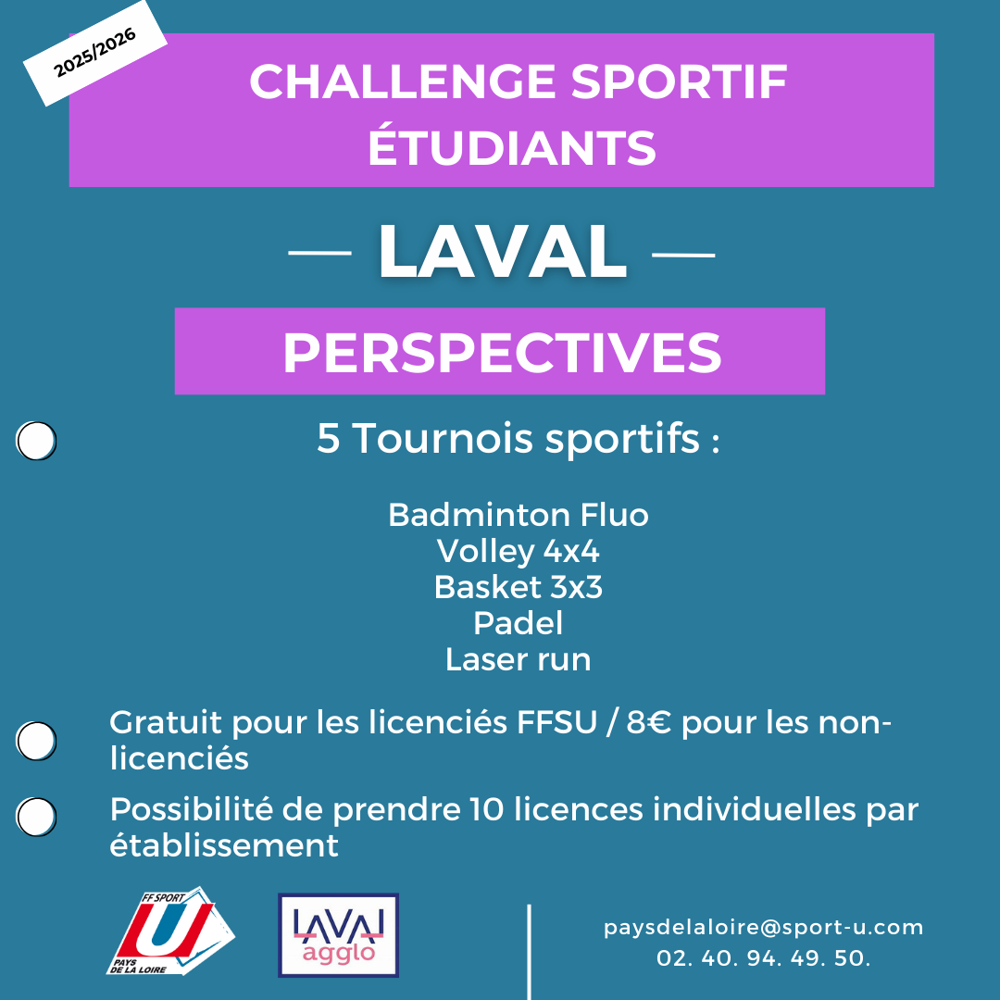 2025/2026
CHALLENGE SPORTIF
ÉTUDIANTS
LAVAL
PERSPECTIVES
5 Tournois sportifs :
Badminton Fluo
Volley 4x4
Basket 3x3
Padel
Laser run
Gratuit pour les licenciés FFSU / 8€ pour les non-
licenciés
Possibilité de prendre 10 licences individuelles par
établissement
FF SPORT
U
PAYS
DE LA LOIRE
LAVAL
agglo
paysdelaloire@sport-u.com
02. 40. 94. 49. 50.